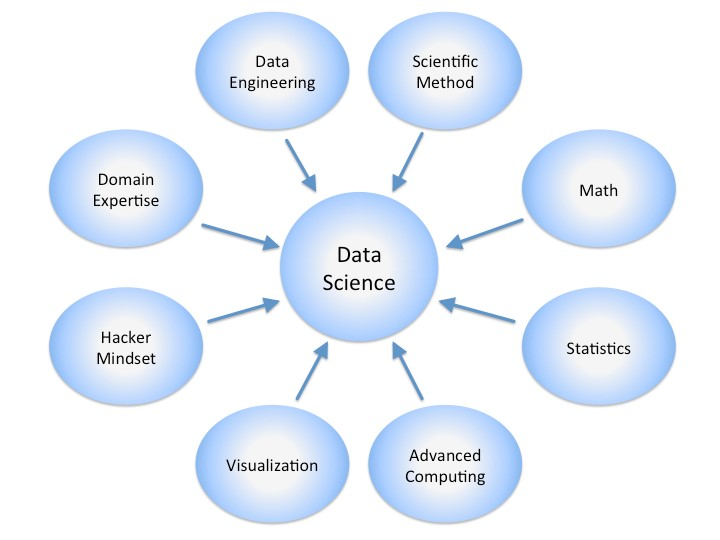 Data
Engineering
Scientific
Method
Domain
Expertise
Math
Data
Science
Hacker
Mindset
Statistics
Visualization
Advanced
Computing